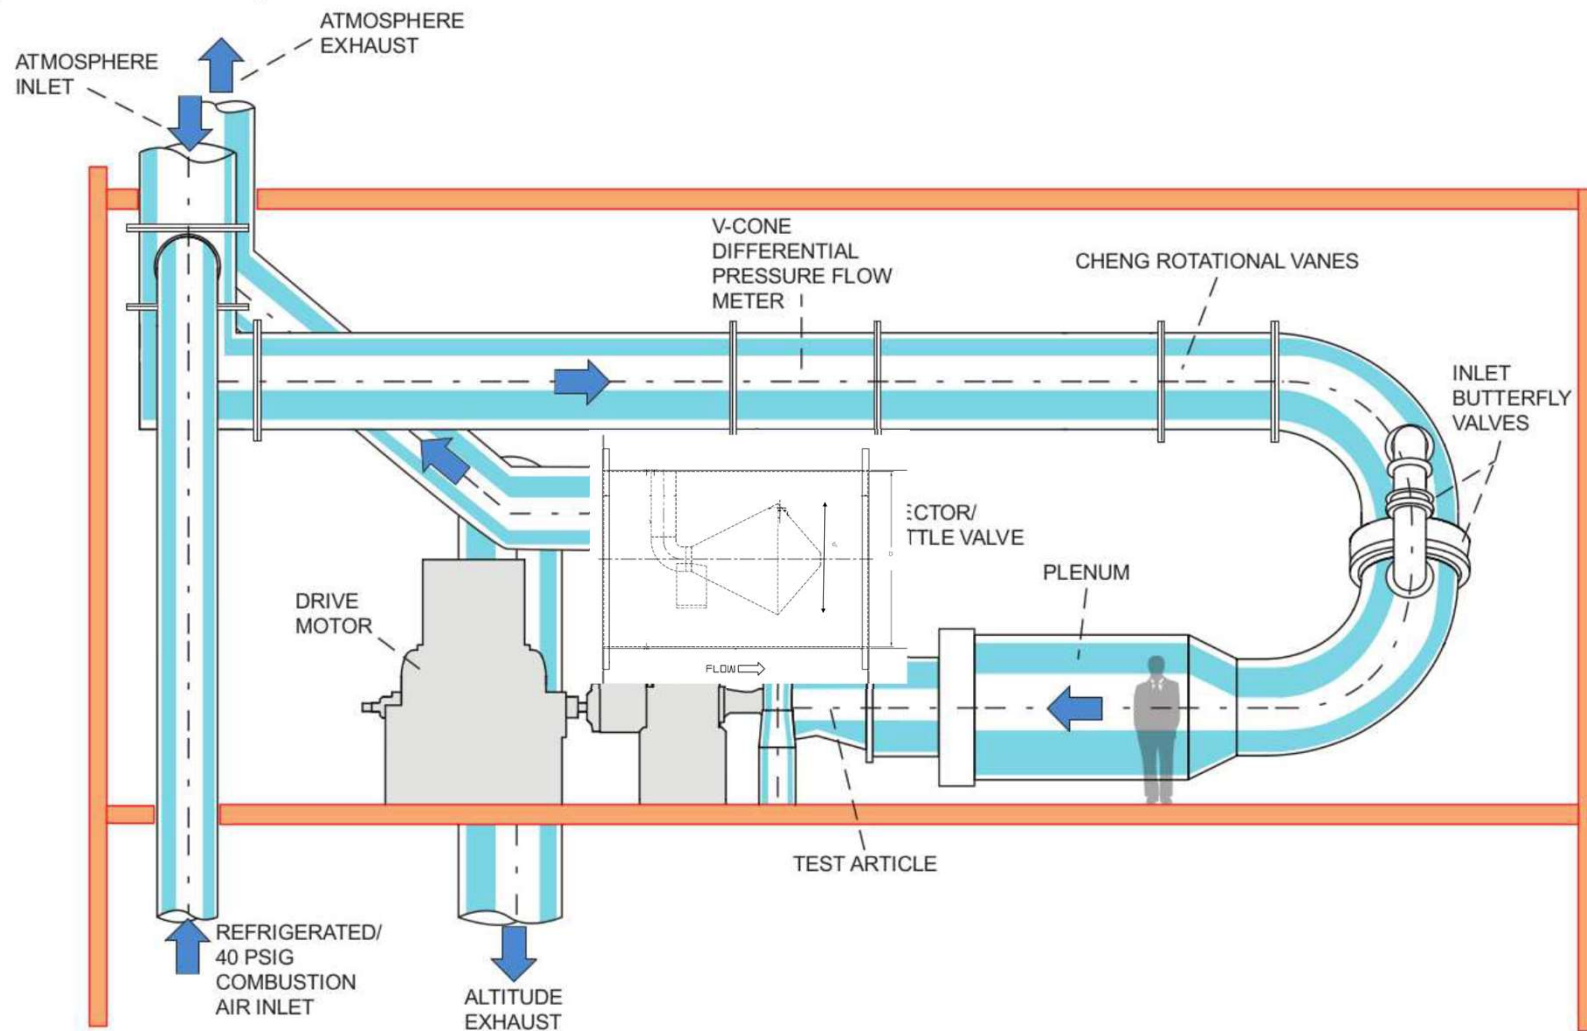 ATMOSPHERE
EXHAUST
ATMOSPHERE
INLET
V-CONE
DIFFERENTIAL
PRESSURE FLOW
METER
CHENG ROTATIONAL VANES
INLET
BUTTERFLY
VALVES
ECTOR/
TTLE VALVE
PLENUM
DRIVE
MOTOR
FLOW
TEST ARTICLE
REFRIGERATED/
40 PSIG
COMBUSTION
AIR INLET
ALTITUDE
EXHAUST